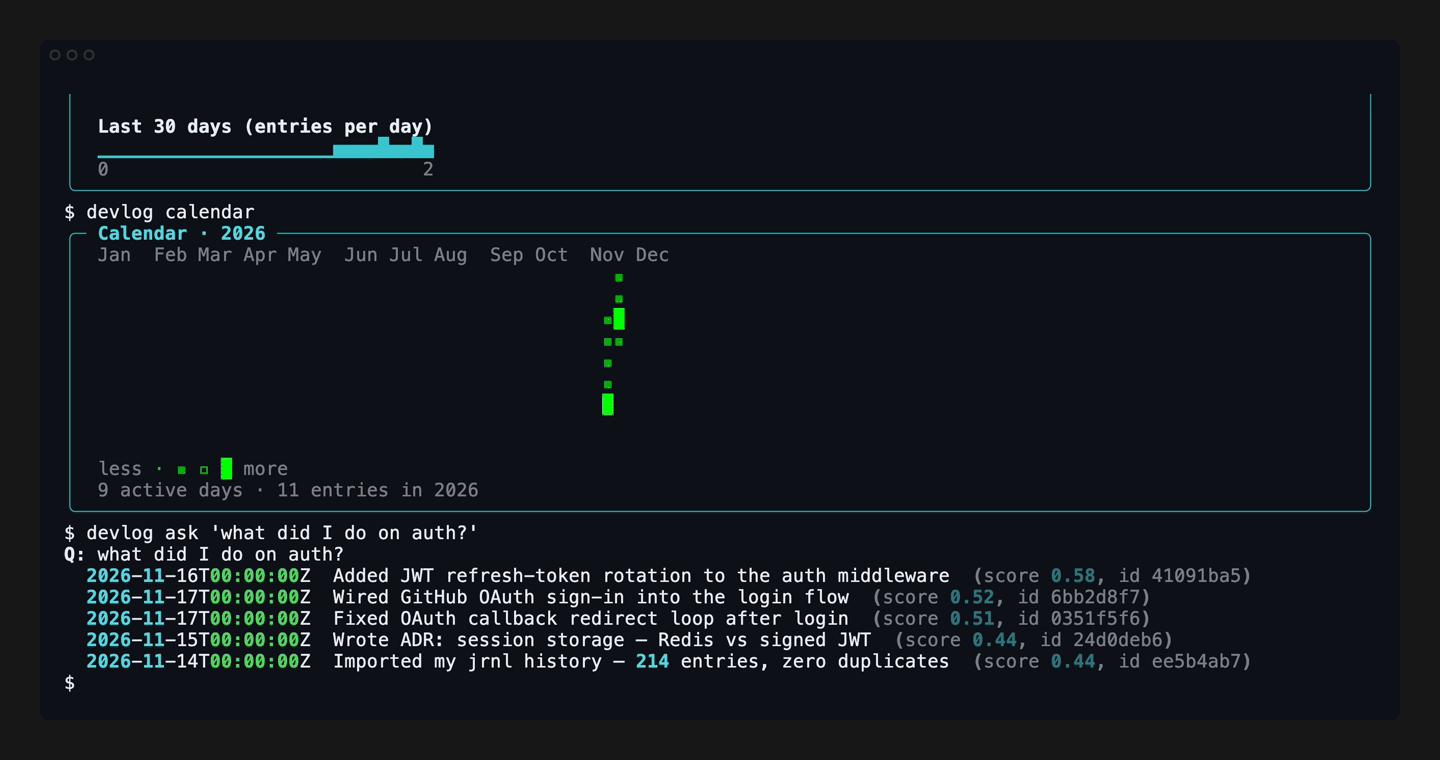 Last 30 days (entries per day)
0 2
$ devlog calendar
Calendar · 2026
Jan Feb Mar Apr May Jun Jul Aug Sep Oct Nov Dec
less · ▪ ▫ █ more
9 active days · 11 entries in 2026
$ devlog ask 'what did I do on auth?'
Q: what did I do on auth?
2026-11-16T00:00:00Z Added JWT refresh-token rotation to the auth middleware (score 0.58, id 41091ba5)
2026-11-17T00:00:00Z Wired GitHub OAuth sign-in into the login flow (score 0.52, id 6bb2d8f7)
2026-11-17T00:00:00Z Fixed OAuth callback redirect loop after login (score 0.51, id 0351f5f6)
2026-11-15T00:00:00Z Wrote ADR: session storage — Redis vs signed JWT (score 0.44, id 24d0deb6)
2026-11-14T00:00:00Z Imported my jrnl history — 214 entries, zero duplicates (score 0.44, id ee5b4ab7)
$